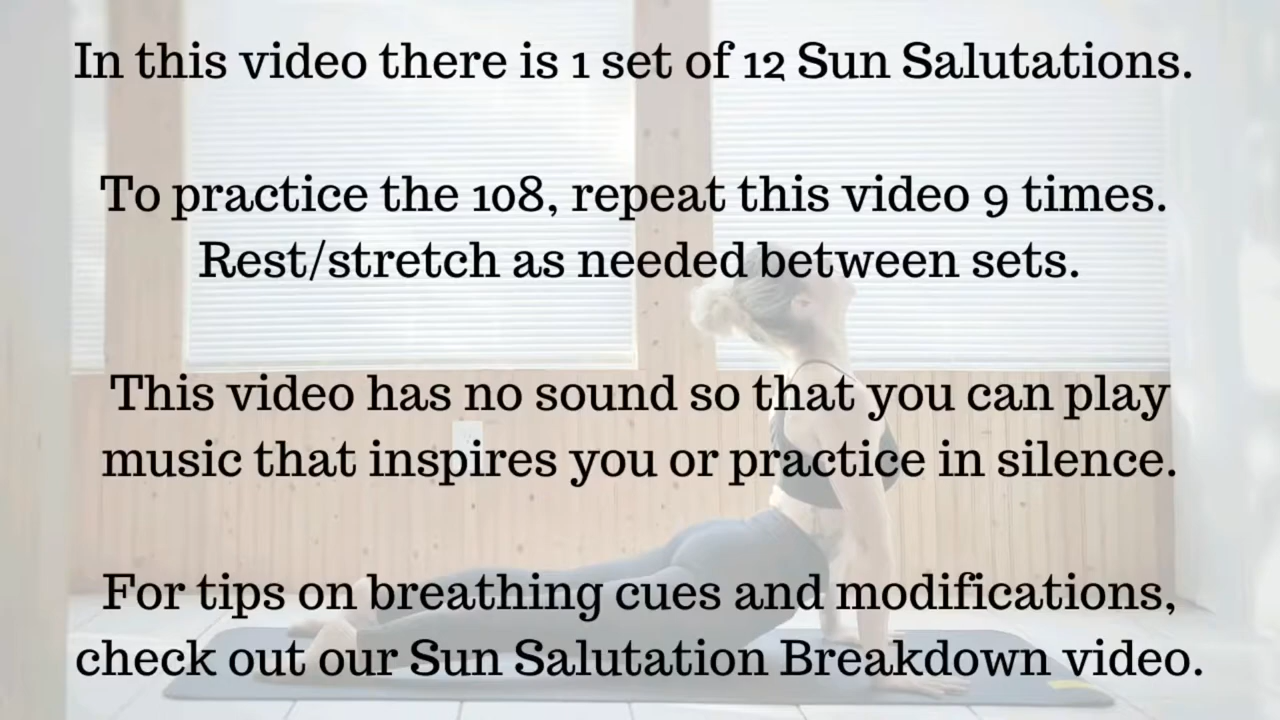 In this video there is 1 set of 12 Sun Salutations.
To practice the 108, repeat this video 9 times.
Rest/stretch as needed between sets.
This video has no sound so that you can play
music that inspires you or practice in silence.
For tips on breathing cues and modifications,
check out our Sun Salutation Breakdown video.